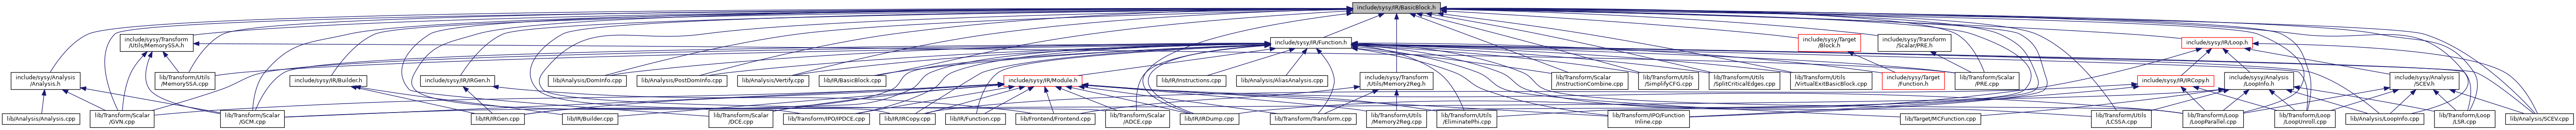 include/sysy/IR/BasicBlock.h
include/sysy/Transform
/Utils/MemorySSA.h
include/sysy/IR/Function.h
include/sysy/Target
/Block.h
include/sysy/Transform
/Scalar/PRE.h
include/sysy/IR/Loop.h
include/sysy/Analysis
/Analysis.h
lib/Transform/Utils
/MemorySSA.cpp
include/sysy/IR/Builder.h
include/sysy/IR/IRGen.h
lib/Analysis/DomInfo.cpp
lib/Analysis/PostDomInfo.cpp
lib/Analysis/Vertify.cpp
lib/IR/BasicBlock.cpp
include/sysy/IR/Module.h
lib/IR/Instructions.cpp
lib/Analysis/AliasAnalysis.cpp
include/sysy/Transform
/Utils/Memory2Reg.h
lib/Transform/Scalar
/InstructionCombine.cpp
lib/Transform/Utils
/SimplifyCFG.cpp
lib/Transform/Utils
/SplitCriticalEdges.cpp
lib/Transform/Utils
/VirtualExitBasicBlock.cpp
include/sysy/Target
/Function.h
lib/Transform/Scalar
/PRE.cpp
include/sysy/IR/IRCopy.h
include/sysy/Analysis
/LoopInfo.h
include/sysy/Analysis
/SCEV.h
lib/Analysis/Analysis.cpp
lib/Transform/Scalar
/GVN.cpp
lib/Transform/Scalar
/GCM.cpp
lib/IR/IRGen.cpp
lib/IR/Builder.cpp
lib/Transform/Scalar
/DCE.cpp
lib/Transform/IPO/IPDCE.cpp
lib/IR/IRCopy.cpp
lib/IR/Function.cpp
lib/Frontend/Frontend.cpp
lib/Transform/Scalar
/ADCE.cpp
lib/IR/IRDump.cpp
lib/Transform/Transform.cpp
lib/Transform/Utils
/Memory2Reg.cpp
lib/Transform/Utils
/EliminatePhi.cpp
lib/Transform/IPO/Function
Inline.cpp
lib/Target/MCFunction.cpp
lib/Transform/Utils
/LCSSA.cpp
lib/Transform/Loop
/LoopParallel.cpp
lib/Transform/Loop
/LoopUnroll.cpp
lib/Analysis/LoopInfo.cpp
lib/Transform/Loop
/LSR.cpp
lib/Analysis/SCEV.cpp